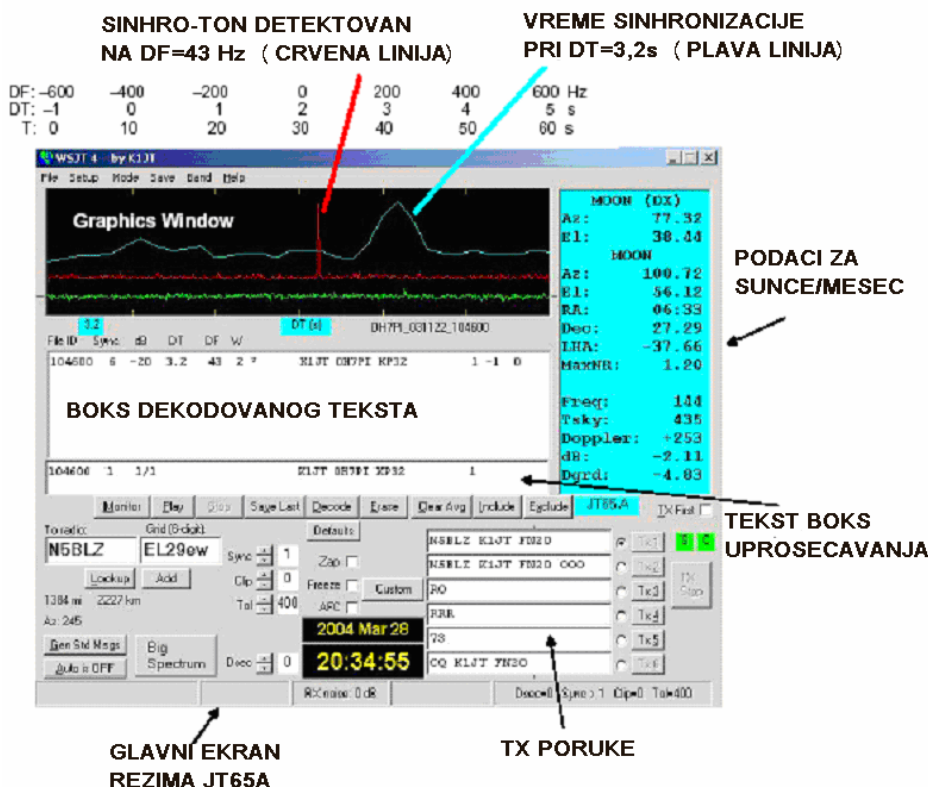 SINHRO-TON DETEKTOVAN
NA DF=43 Hz ( CRVENA LINIJA)
VREME SINHRONIZACIJE
PRI DT=3,2s ( PLAVA LINIJA)
DF: -600 -400 -200 0 200 400 600 Hz
DT: -1 0 1 2 3 4 5 s
T: 0 10 20 30 40 50 60 s
WSJT 4 by K1JT
File Setup Mode Save Band Help
Graphics Window
MOON (DX)
Az: 77.32
El: 38.44
MOON
Az: 100.72
El: 56.12
RA: 06:33
Dec: 27.29
LHA: -37.66
MaxNR: 1.20
Freq: 144
Tsky: 435
Doppler: +253
dB: -2.11
Dgrd: -4.83
PODACI ZA
SUNCE/MESEC
3.2 DT (s) OH7PI_031122_104600
File ID Sync dB DT DF W
104600 6 -20 3.2 43 2 * K1JT OH7PI KP32 1 -1 0
BOKS DEKODOVANOG TEKSTA
104600 1 1/1 K1JT OH7PI KP32 1
Monitor Play Stop Save Last Decode Erase Clear Avg Include Exclude JT65A TX First
TEKST BOKS
UPROSECAVANJA
To radio: Grid (6-digit)
N5BLZ EL29ew
Lookup Add
1384 mi 2227 km
Az: 245
Gen Std Msgs
Auto is OFF
Big
Spectrum
Sync 1
Clip 0
Tol 400
Dsec 0
Defaults
Zap
Freeze
AFC
Custom
2004 Mar 28
20:34:55
N5BLZ K1JT FN20 Tx1
N5BLZ K1JT FN20 OOO Tx2
RO Tx3
RRR Tx4
73 Tx5
CQ K1JT FN20 Tx6
S C
TX
Stop
RX noise: 0 dB Dsec=0 Sync=1 Clip=0 Tol=400
GLAVNI EKRAN
REZIMA JT65A
TX PORUKE